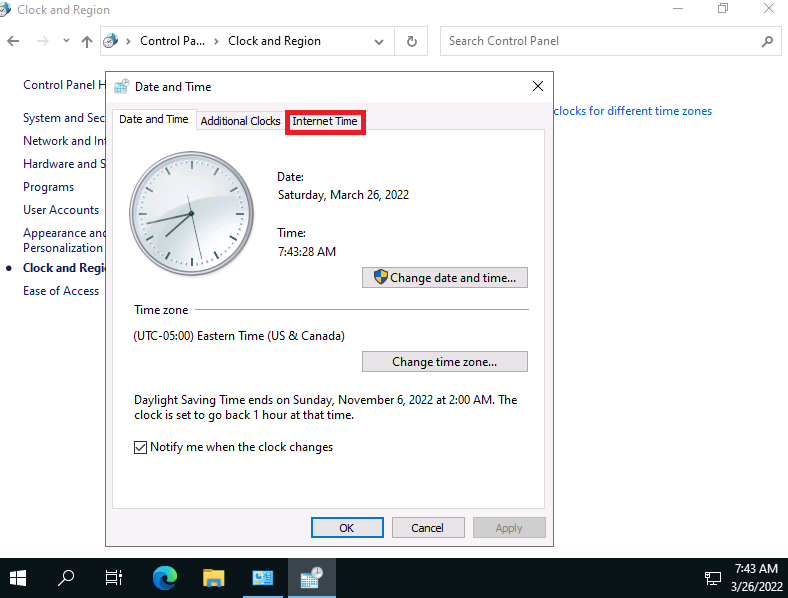 Clock and Region
Control Pa... Clock and Region
Search Control Panel
Control Panel H
System and Sec
Network and Int
Hardware and S
Programs
User Accounts
Appearance and
Personalization
Clock and Regi
Ease of Access
clocks for different time zones
Date and Time
Date and Time Additional Clocks Internet Time
Date:
Saturday, March 26, 2022
Time:
7:43:28 AM
Change date and time...
Time zone
(UTC-05:00) Eastern Time (US & Canada)
Change time zone...
Daylight Saving Time ends on Sunday, November 6, 2022 at 2:00 AM. The
clock is set to go back 1 hour at that time.
Notify me when the clock changes
OK Cancel Apply
7:43 AM
3/26/2022